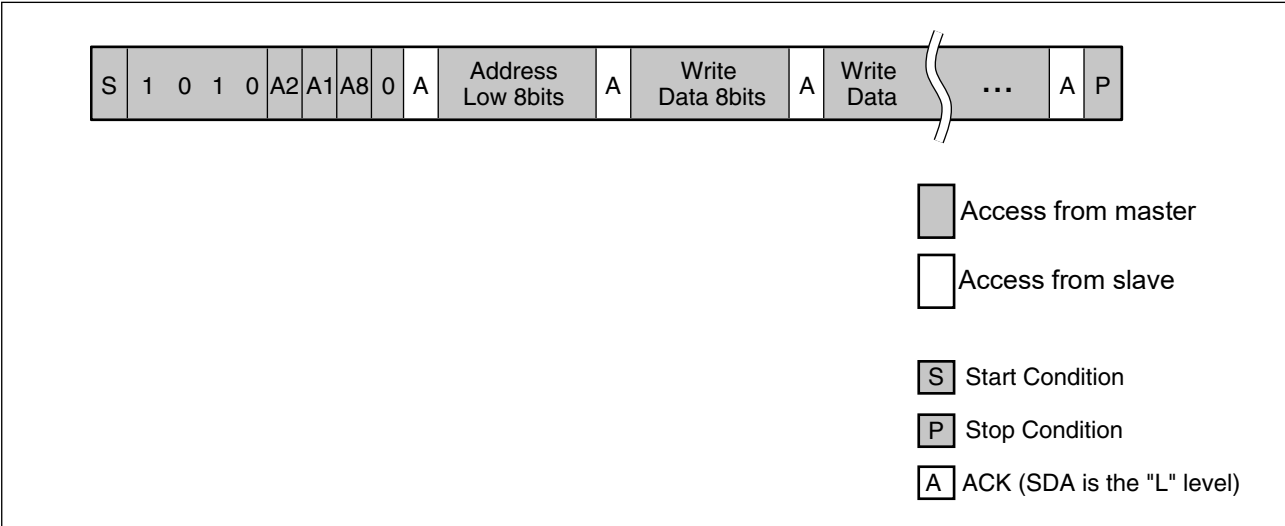 S 1 0 1 0 A2 A1 A8 0 A Address Low 8bits A Write Data 8bits A Write Data ... A P
Access from master
Access from slave
S Start Condition
P Stop Condition
A ACK (SDA is the "L" level)